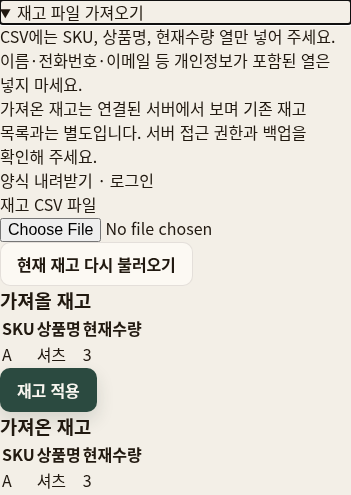 ▼ 재고 파일 가져오기
CSV에는 SKU, 상품명, 현재수량 열만 넣어 주세요.
이름·전화번호·이메일 등 개인정보가 포함된 열은
넣지 마세요.
가져온 재고는 연결된 서버에서 보며 기존 재고
목록과는 별도입니다. 서버 접근 권한과 백업을
확인해 주세요.
양식 내려받기 · 로그인
재고 CSV 파일
Choose File No file chosen
현재 재고 다시 불러오기
가져올 재고
SKU 상품명 현재수량
A 셔츠 3
재고 적용
가져온 재고
SKU 상품명 현재수량
A 셔츠 3